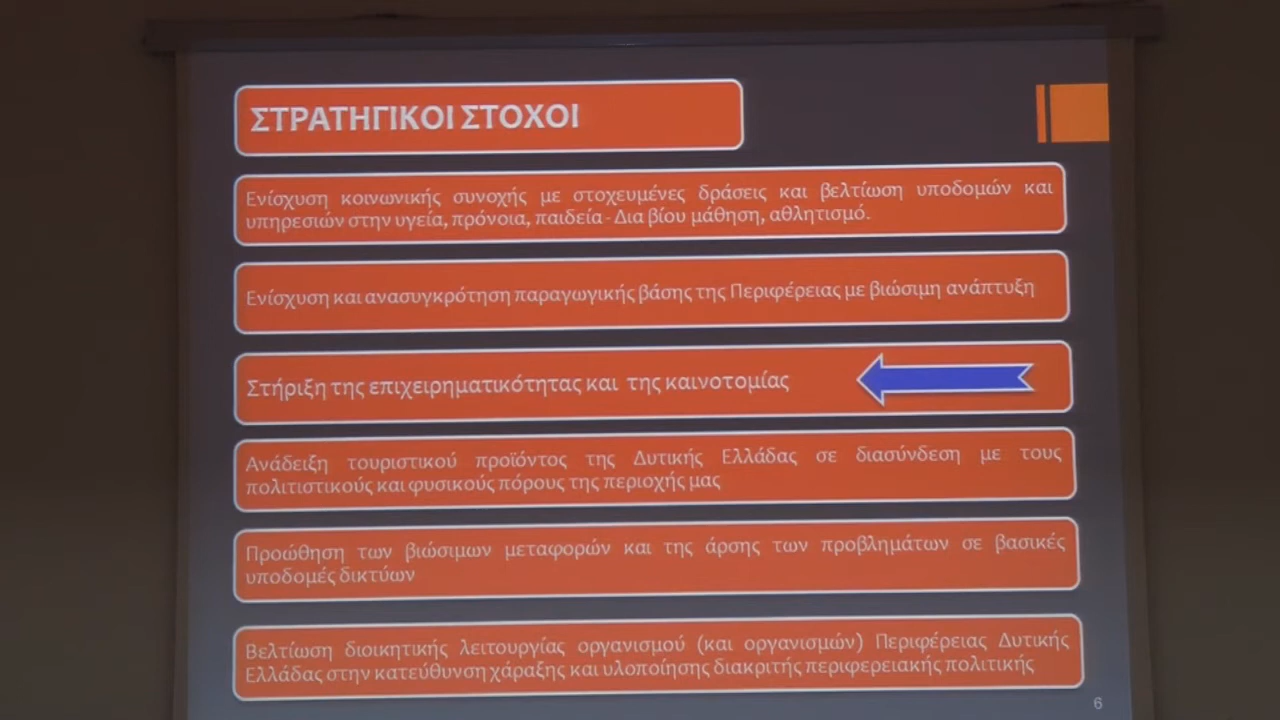 ΣΤΡΑΤΗΓΙΚΟΙ ΣΤΟΧΟΙ
Ενίσχυση κοινωνικής συνοχής με στοχευμένες δράσεις και βελτίωση υποδομών και
υπηρεσιών στην υγεία, πρόνοια, παιδεία - Δια βίου μάθηση, αθλητισμό.
Ενίσχυση και ανασυγκρότηση παραγωγικής βάσης της Περιφέρειας με βιώσιμη ανάπτυξη
Στήριξη της επιχειρηματικότητας και της καινοτομίας
Ανάδειξη τουριστικού προϊόντος της Δυτικής Ελλάδας σε διασύνδεση με τους
πολιτιστικούς και φυσικούς πόρους της περιοχής μας
Προώθηση των βιώσιμων μεταφορών και της άρσης των προβλημάτων σε βασικές
υποδομές δικτύων
Βελτίωση διοικητικής λειτουργίας οργανισμού (και οργανισμών) Περιφέρειας Δυτικής
Ελλάδας στην κατεύθυνση χάραξης και υλοποίησης διακριτής περιφερειακής πολιτικής
6